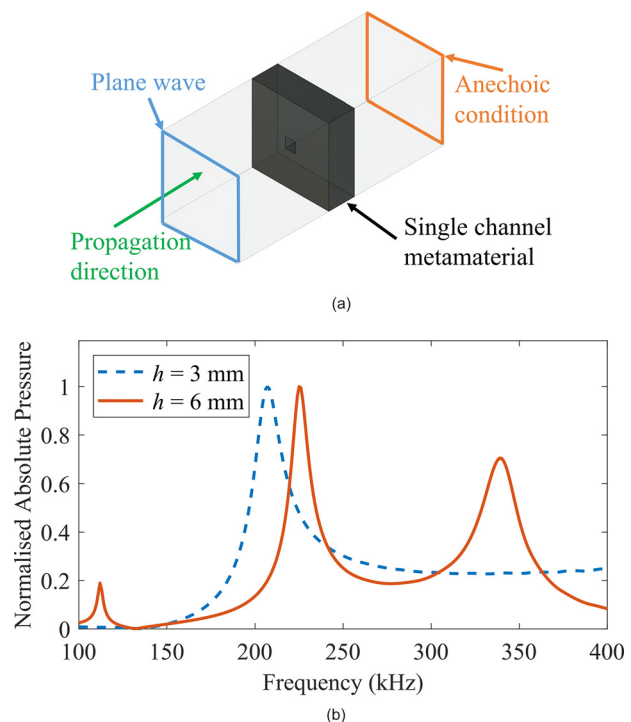 Plane wave
Anechoic
condition
Propagation
direction
Single channel
metamaterial
(a)
Normalised Absolute Pressure
1
0.8
0.6
0.4
0.2
0
h = 3 mm
h = 6 mm
100 150 200 250 300 350 400
Frequency (kHz)
(b)